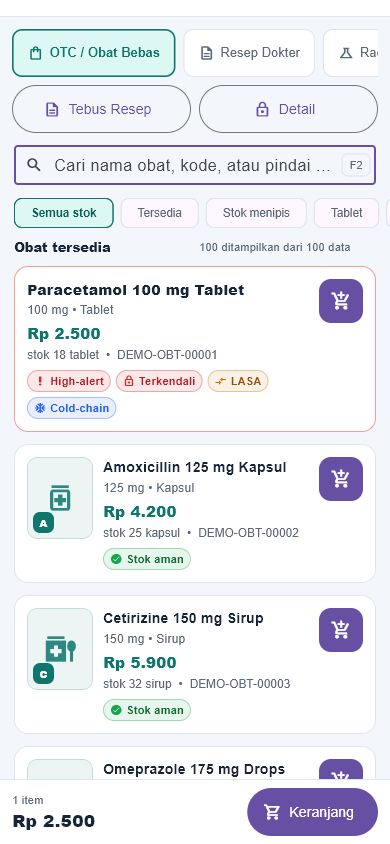 OTC / Obat Bebas
Resep Dokter
Rac
Tebus Resep
Detail
Cari nama obat, kode, atau pindai ...
F2
Semua stok
Tersedia
Stok menipis
Tablet
Obat tersedia
100 ditampilkan dari 100 data
Paracetamol 100 mg Tablet
100 mg • Tablet
Rp 2.500
stok 18 tablet • DEMO-OBT-00001
High-alert
Terkendali
LASA
Cold-chain
Amoxicillin 125 mg Kapsul
125 mg • Kapsul
Rp 4.200
stok 25 kapsul • DEMO-OBT-00002
A
Stok aman
Cetirizine 150 mg Sirup
150 mg • Sirup
Rp 5.900
stok 32 sirup • DEMO-OBT-00003
C
Stok aman
Omeprazole 175 mg Drops
1 item
Rp 2.500
Keranjang